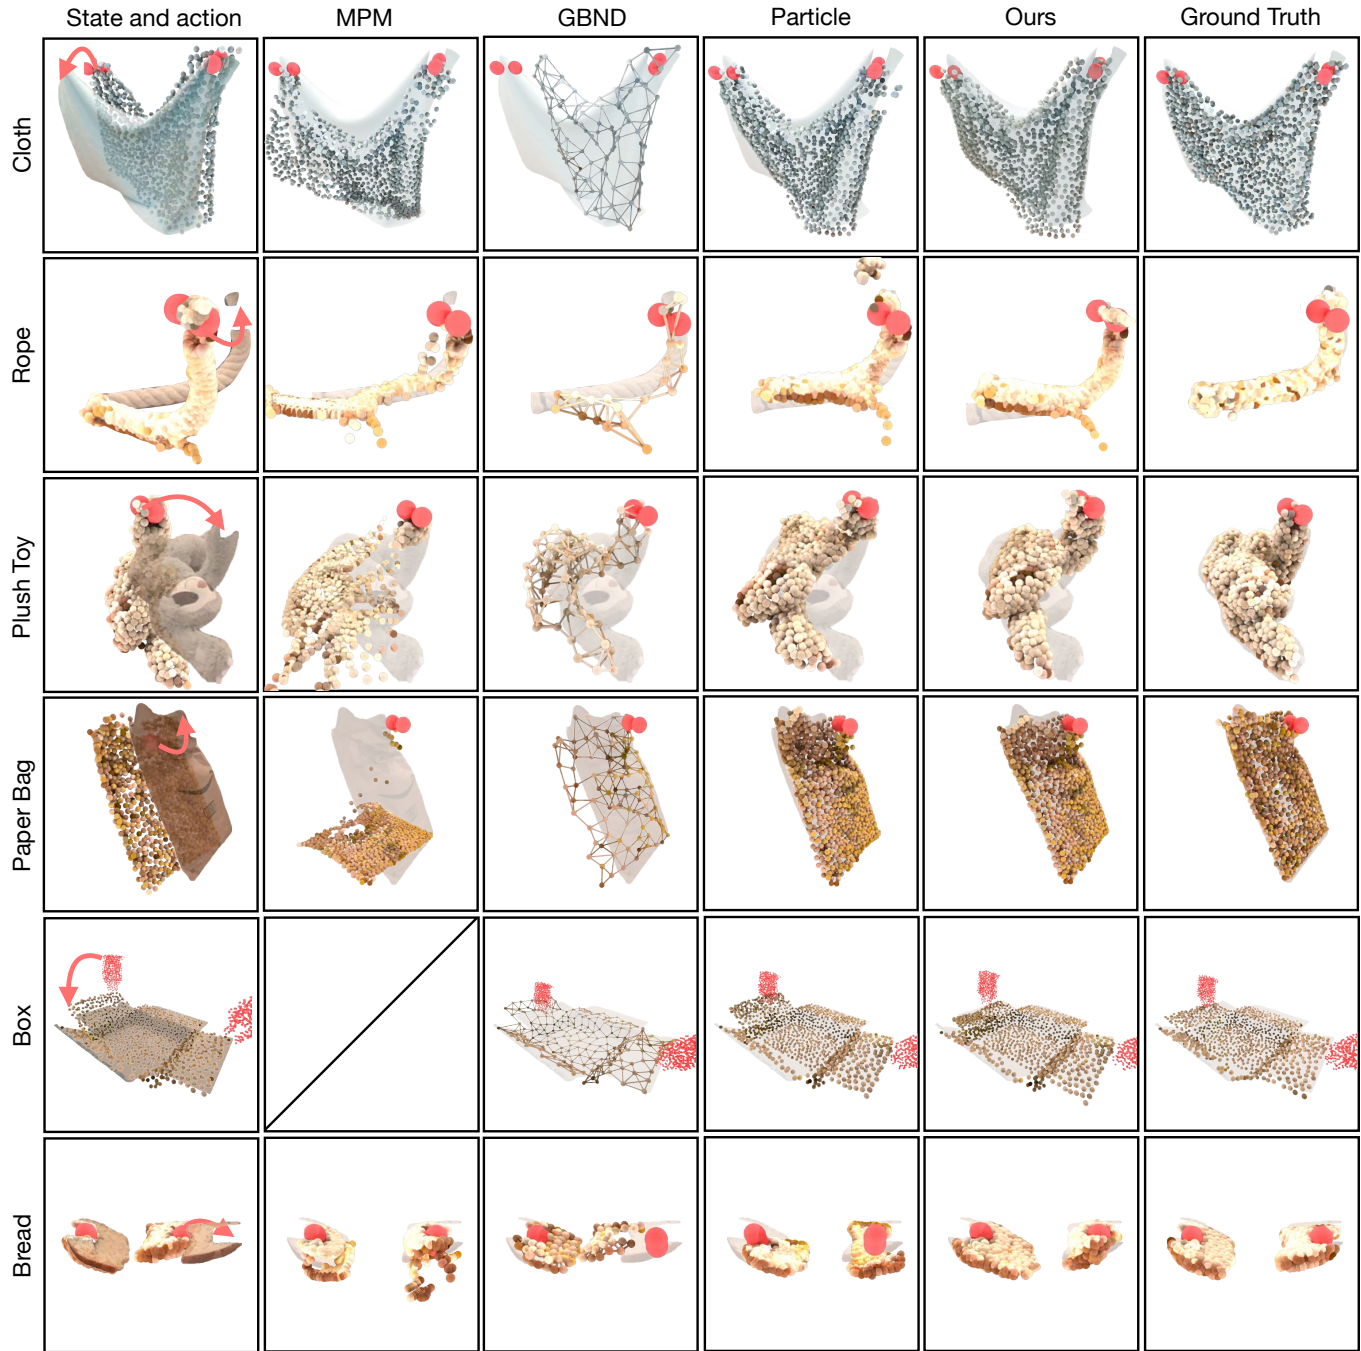 State and action MPM GBND Particle Ours Ground Truth
Cloth
Rope
Plush Toy
Paper Bag
Box
Bread